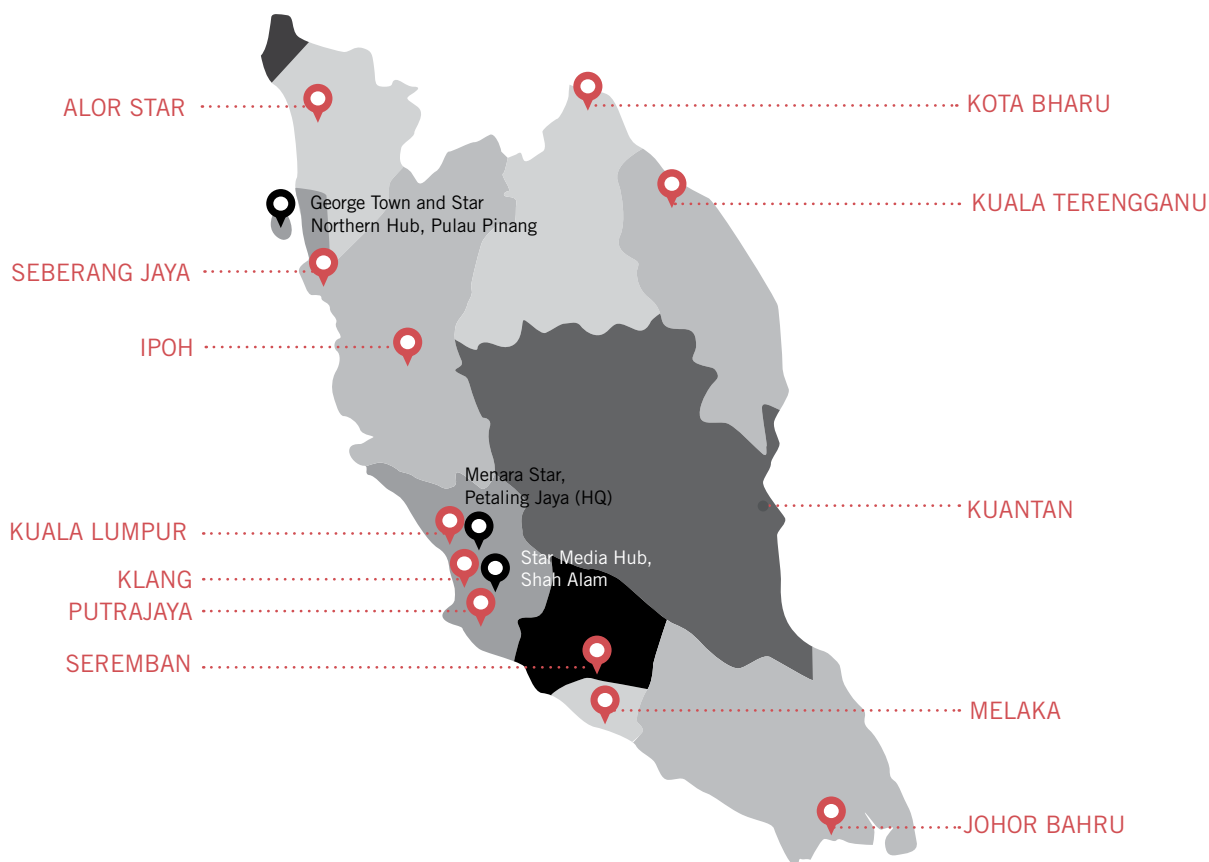 ALOR STAR
KOTA BHARU
George Town and Star
Northern Hub, Pulau Pinang
KUALA TERENGGANU
SEBERANG JAYA
IPOH
Menara Star,
Petaling Jaya (HQ)
KUANTAN
KUALA LUMPUR
Star Media Hub,
Shah Alam
KLANG
PUTRAJAYA
SEREMBAN
MELAKA
JOHOR BAHRU